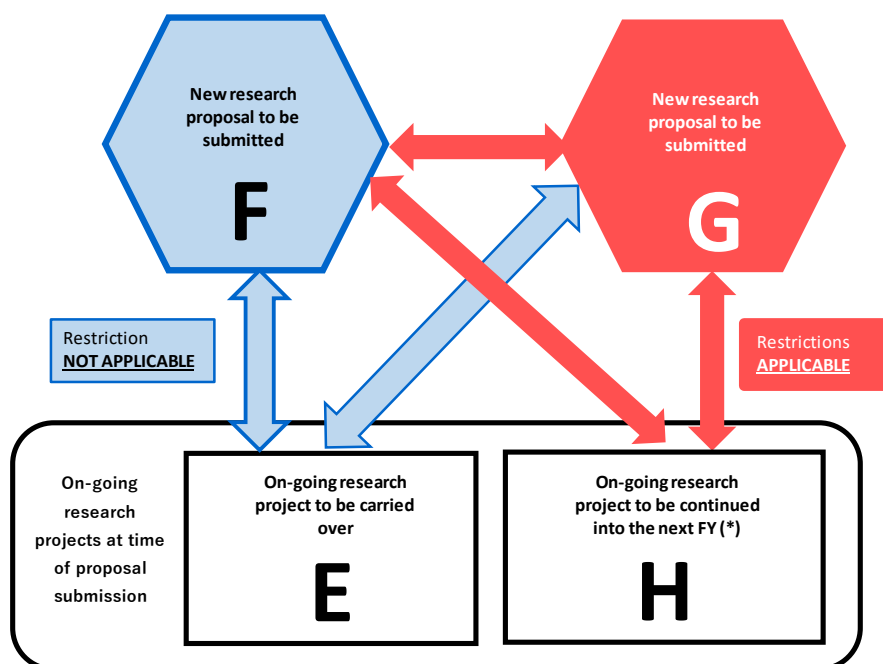 New research
proposal to be
submitted
F
New research
proposal to be
submitted
G
Restriction
NOT APPLICABLE
Restrictions
APPLICABLE
On-going
research
projects at time
of proposal
submission
On-going research
project to be carried
over
E
On-going research
project to be continued
into the next FY (*)
H